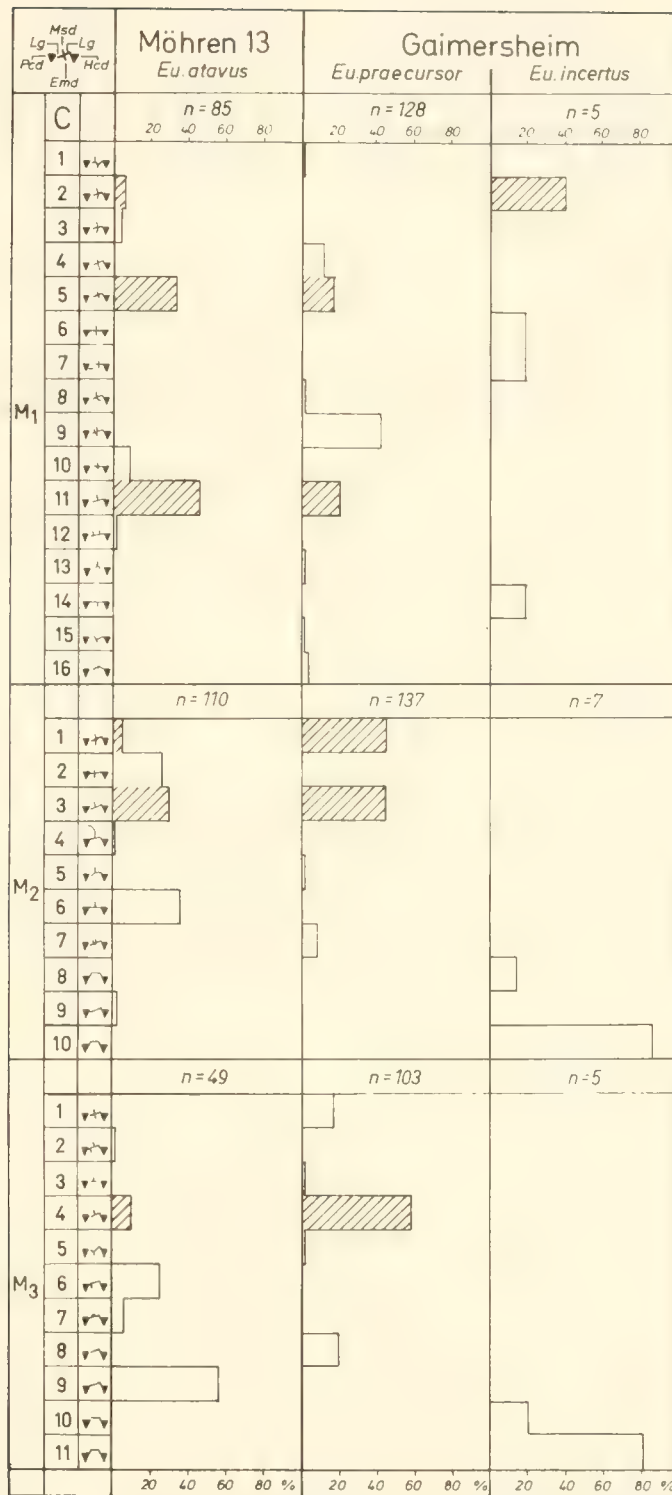 Msd
Lg Lg
Pcd Hcd
Emd
Möhren 13
Eu. atavus
Gaimersheim
Eu. praecursor Eu. incertus
C
n = 85
20 40 60 80
n = 128
20 40 60 80
n = 5
20 40 60 80
M1
1
2
3
4
5
6
7
8
9
10
11
12
13
14
15
16
n = 110 n = 137 n = 7
M2
1
2
3
4
5
6
7
8
9
10
n = 49 n = 103 n = 5
M3
1
2
3
4
5
6
7
8
9
10
11
20 40 60 80 % 20 40 60 80 % 20 40 60 80 %